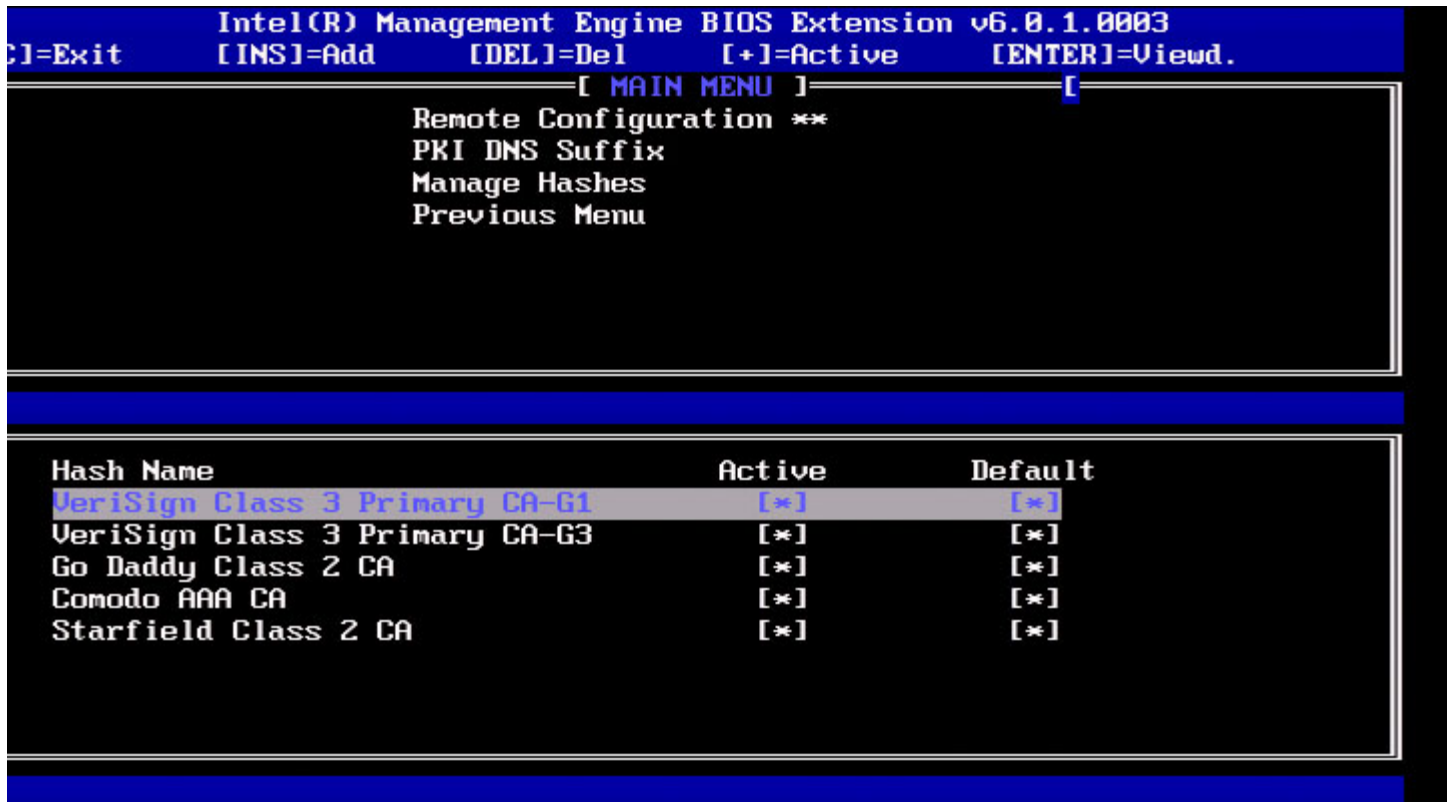 Intel(R) Management Engine BIOS Extension v6.0.1.0003
C]=Exit [INS]=Add [DEL]=Del [+]=Active [ENTER]=Viewd.
[ MAIN MENU ] [
Remote Configuration **
PKI DNS Suffix
Manage Hashes
Previous Menu
Hash Name Active Default
VeriSign Class 3 Primary CA-G1 [*] [*]
VeriSign Class 3 Primary CA-G3 [*] [*]
Go Daddy Class 2 CA [*] [*]
Comodo AAA CA [*] [*]
Starfield Class 2 CA [*] [*]